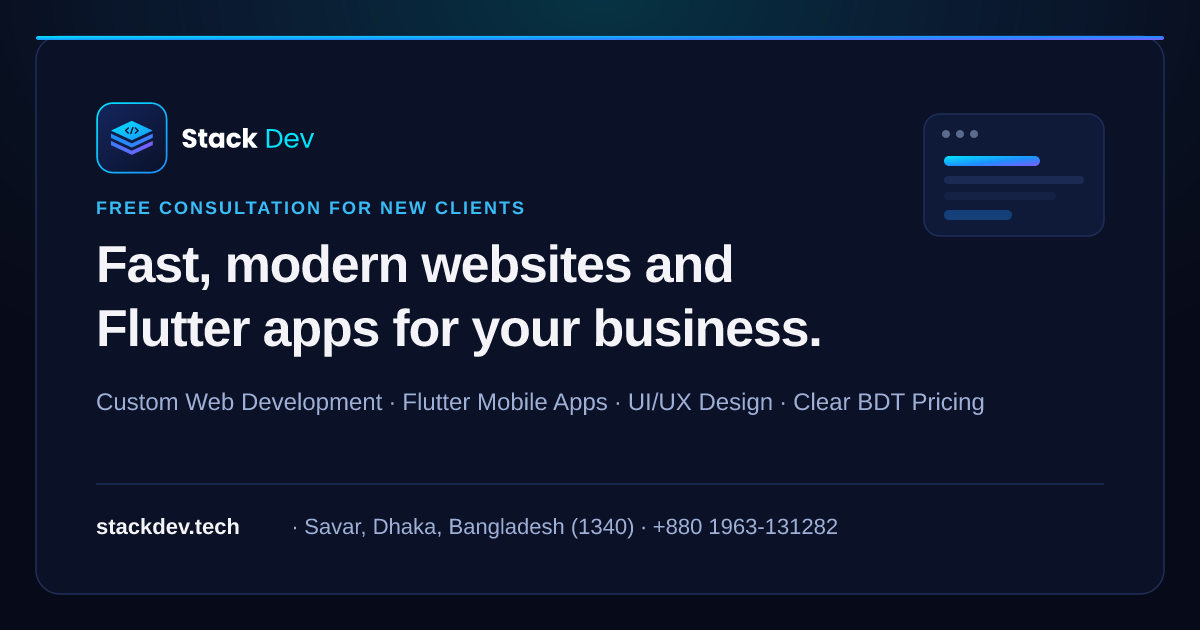 Stack Dev
FREE CONSULTATION FOR NEW CLIENTS
Fast, modern websites and
Flutter apps for your business.
Custom Web Development · Flutter Mobile Apps · UI/UX Design · Clear BDT Pricing
stackdev.tech · Savar, Dhaka, Bangladesh (1340) · +880 1963-131282